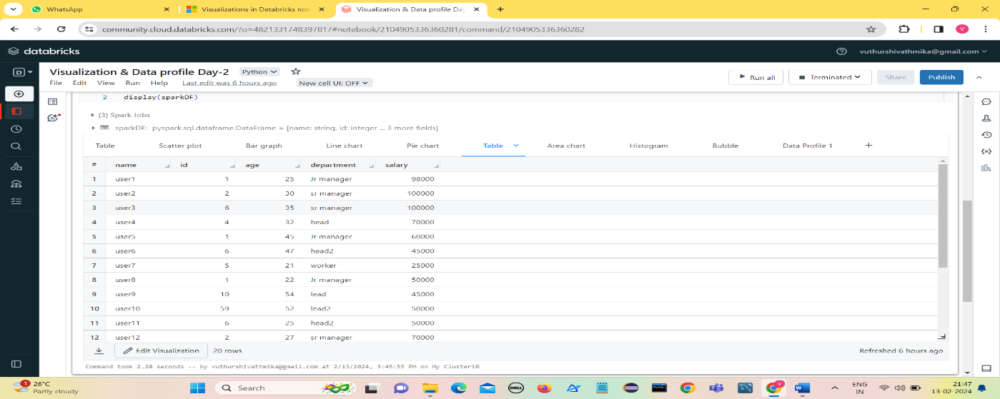 WhatsApp
Visualizations in Databricks not
Visualization & Data profile Day
community.cloud.databricks.com/?o=4821331748397817#notebook/2104905336360281/command/2104905336360282
V
databricks
vuthurshivathmika@gmail.com
D
Visualization & Data profile Day-2 Python
File Edit View Run Help Last edit was 6 hours ago New cell UI: OFF
Run all Terminated Share Publish
2 display(sparkDF)
(3) Spark Jobs
sparkDF: pyspark.sql.dataframe.DataFrame = [name: string, id: integer ... 3 more fields]
Table Scatter plot Bar graph Line chart Pie chart Table Area chart Histogram Bubble Data Profile 1 +
# name id age department salary
1 user1 1 25 Jr manager 98000
2 user2 2 30 sr manager 100000
3 user3 6 35 sr manager 100000
4 user4 4 32 head 70000
5 user5 1 45 Jr manager 60000
6 user6 6 47 head2 45000
7 user7 5 21 worker 25000
8 user8 1 22 Jr manager 50000
9 user9 10 54 lead 45000
10 user10 59 52 lead2 50000
11 user11 6 25 head2 50000
12 user12 2 27 sr manager 70000
Edit Visualization 20 rows Refreshed 6 hours ago
Command took 2.28 seconds -- by vuthurshivathmika@gmail.com at 2/13/2024, 3:45:55 PM on My Cluster10
1 26°C
Partly cloudy
Search
DELL
ENG
IN
21:47
13-02-2024